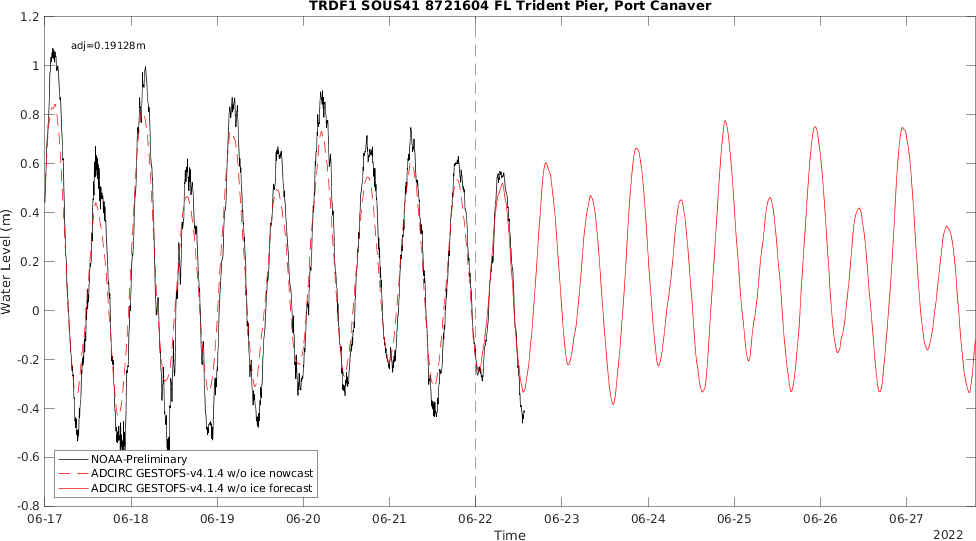 TRDF1 SOUS41 8721604 FL Trident Pier, Port Canaver
adj=0.19128m
1.2
1
0.8
0.6
0.4
0.2
0
-0.2
-0.4
-0.6
-0.8
Water Level (m)
NOAA-Preliminary
ADCIRC GESTOFS-v4.1.4 w/o ice nowcast
ADCIRC GESTOFS-v4.1.4 w/o ice forecast
06-17 06-18 06-19 06-20 06-21 06-22 06-23 06-24 06-25 06-26 06-27
Time
2022